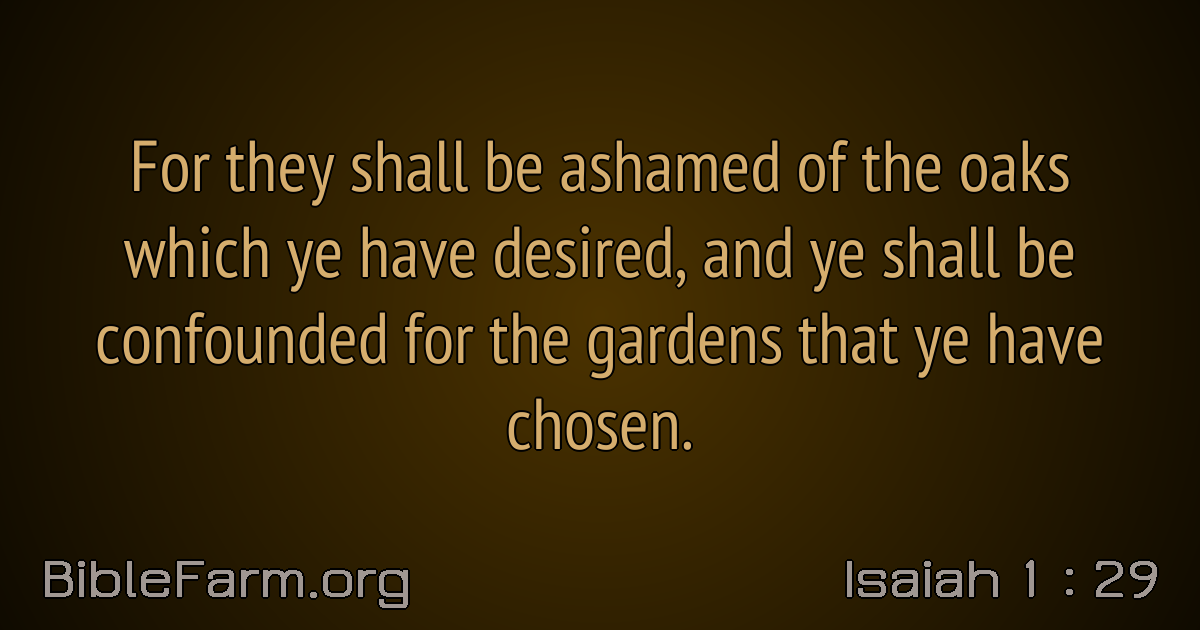 For they shall be ashamed of the oaks
which ye have desired, and ye shall be
confounded for the gardens that ye have
chosen.
BibleFarm.org
Isaiah 1 : 29